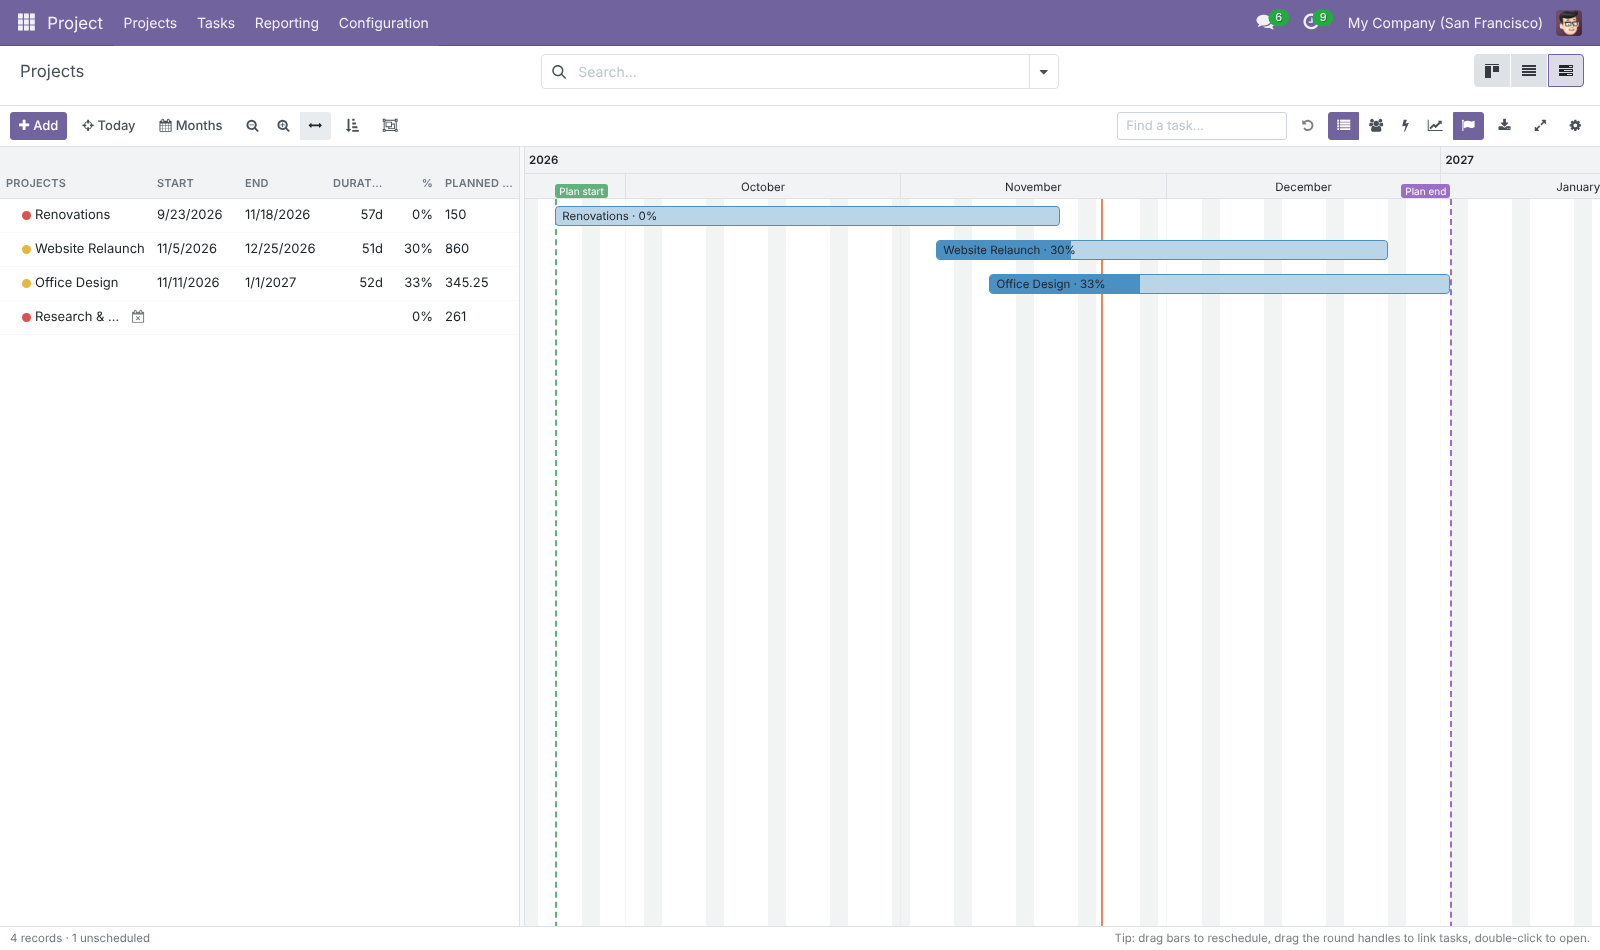 Project Projects Tasks Reporting Configuration 6 9 My Company (San Francisco)
Projects Search...
Add Today Months Find a task...
2026 2027
PROJECTS START END DURAT... % PLANNED ... Plan start October November December Plan end January
Renovations 9/23/2026 11/18/2026 57d 0% 150 Renovations · 0%
Website Relaunch 11/5/2026 12/25/2026 51d 30% 860 Website Relaunch · 30%
Office Design 11/11/2026 1/1/2027 52d 33% 345.25 Office Design · 33%
Research & ... 0% 261
4 records · 1 unscheduled Tip: drag bars to reschedule, drag the round handles to link tasks, double-click to open.